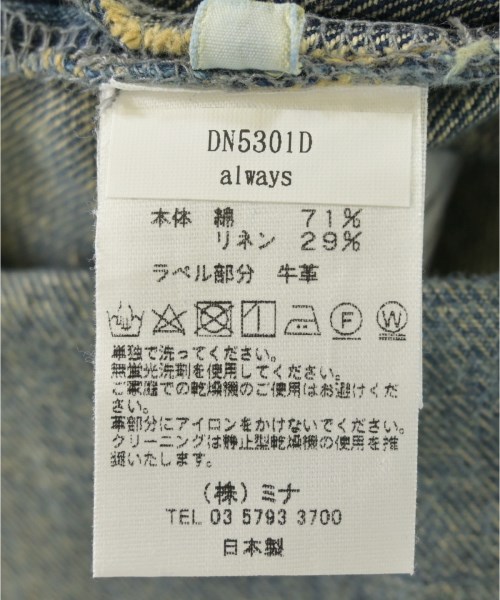 DN5301D
always
本体 綿 71%
リネン 29%
ラベル部分 牛革
F W
単独で洗ってください。
無蛍光洗剤を使用してください。
ご家庭での乾燥機のご使用はお避けくだ
さい。
革部分にアイロンをかけないでください。
クリーニングは静止型乾燥機の使用を推
奨いたします。
(株)ミナ
TEL 03 5793 3700
日本製